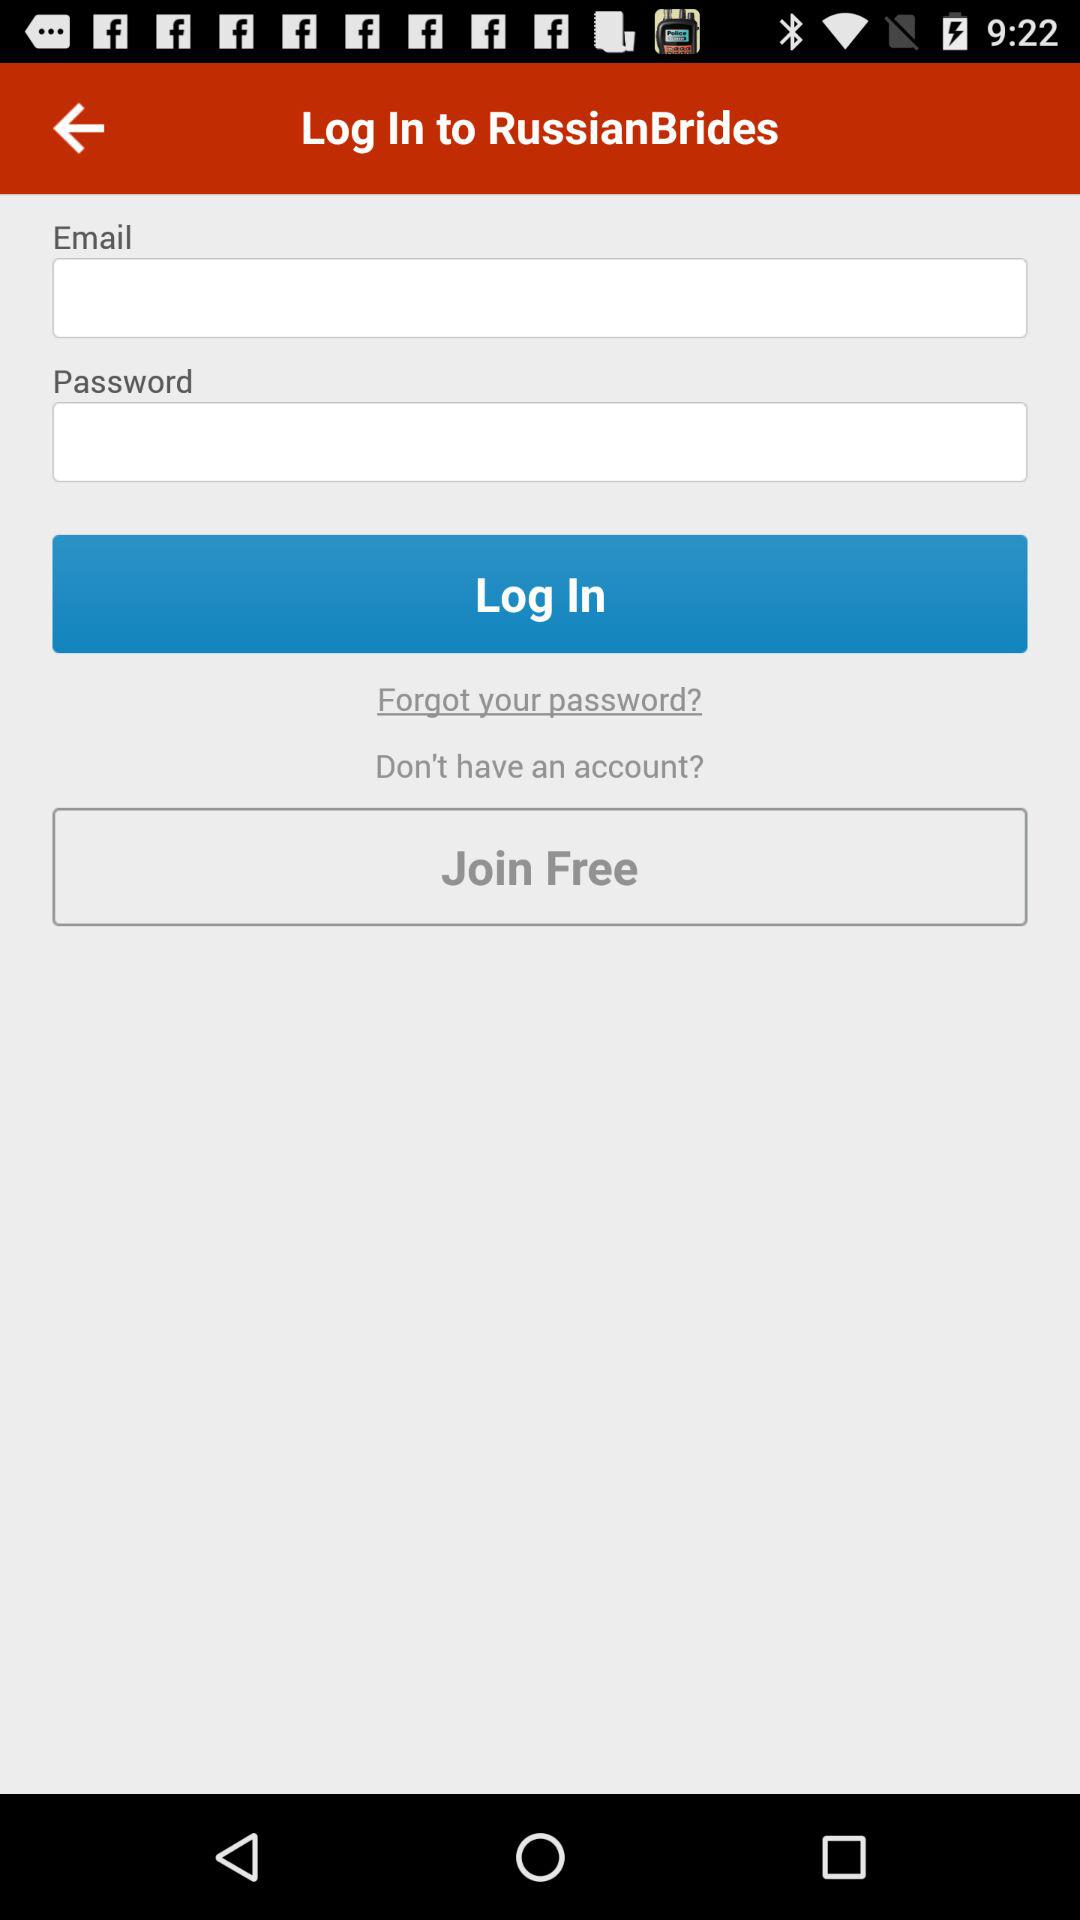 9:22
Log In to RussianBrides
Email
Password
Log In
Forgot your password?
Don't have an account?
Join Free